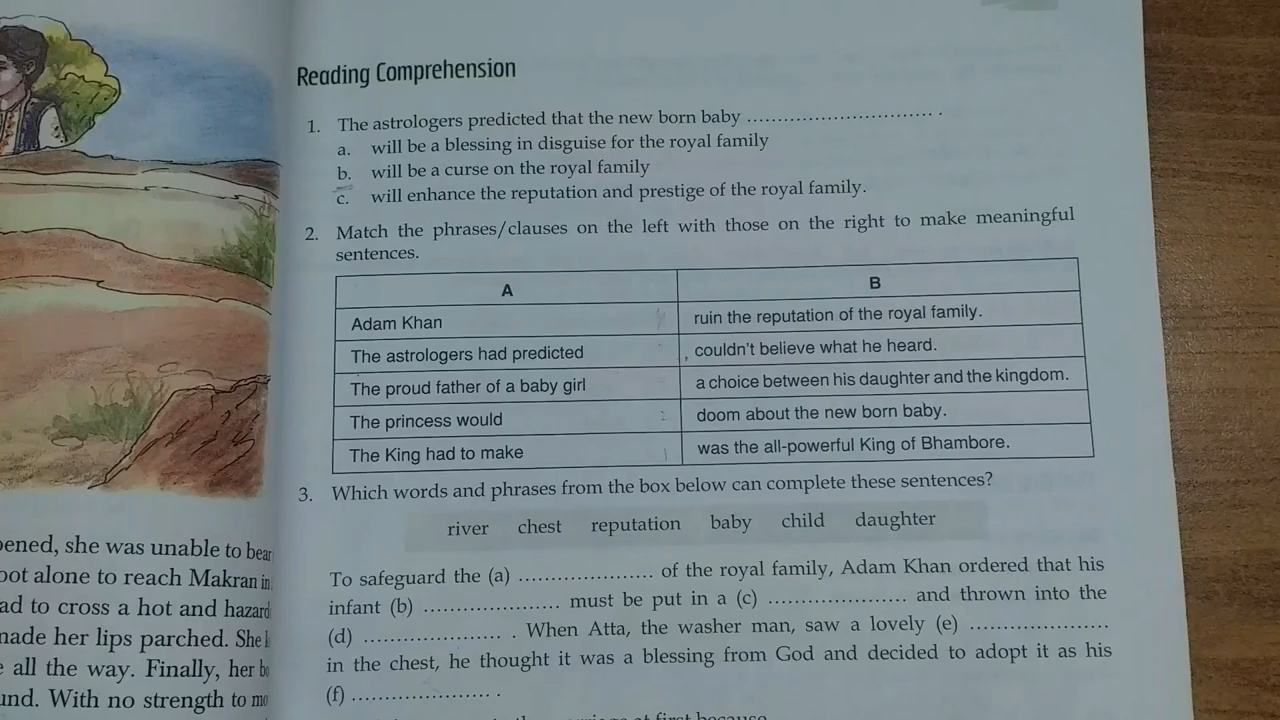 Reading Comprehension
1. The astrologers predicted that the new born baby ............................... .
a. will be a blessing in disguise for the royal family
b. will be a curse on the royal family
c. will enhance the reputation and prestige of the royal family.
2. Match the phrases/clauses on the left with those on the right to make meaningful
sentences.
A B
Adam Khan ruin the reputation of the royal family.
The astrologers had predicted couldn't believe what he heard.
The proud father of a baby girl a choice between his daughter and the kingdom.
The princess would doom about the new born baby.
The King had to make was the all-powerful King of Bhambore.
3. Which words and phrases from the box below can complete these sentences?
river chest reputation baby child daughter
To safeguard the (a) ....................... of the royal family, Adam Khan ordered that his
infant (b) ....................... must be put in a (c) ....................... and thrown into the
(d) ....................... . When Atta, the washer man, saw a lovely (e) .......................
in the chest, he thought it was a blessing from God and decided to adopt it as his
(f) ........................ .
marriage at first because
she was unable to bear
alone to reach Makran in
to cross a hot and
made her lips parched. She
all the way. Finally, her
With no strength to